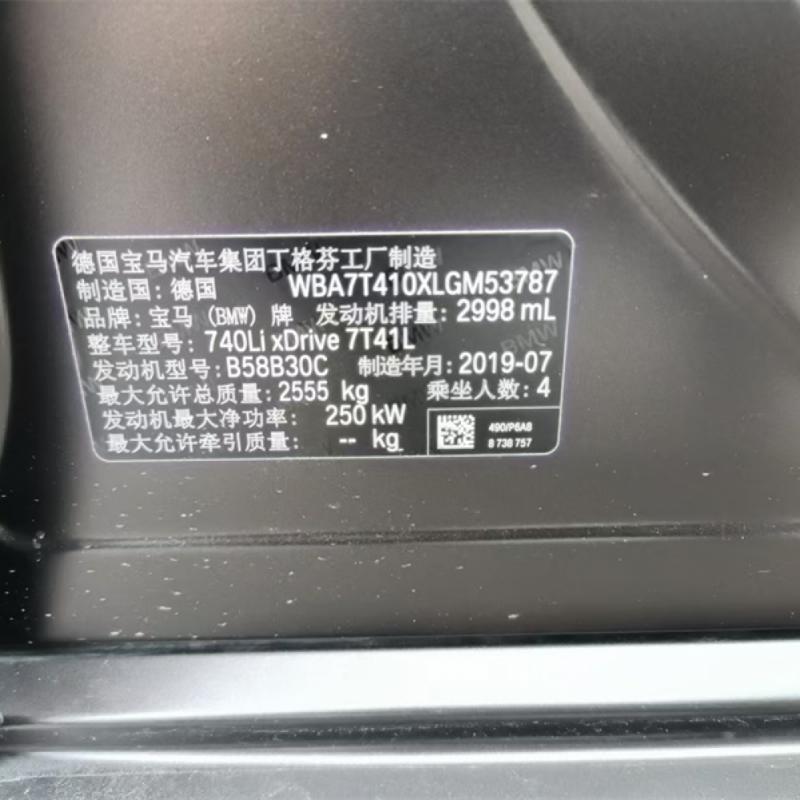 德国宝马汽车集团丁格芬工厂制造
制造国：德国 WBA7T410XLGM53787
品牌：宝马（BMW）牌 发动机排量：2998 mL
整车型号：740Li xDrive 7T41L
发动机型号：B58B30C 制造年月：2019-07
最大允许总质量：2555 kg 乘坐人数：4
发动机最大净功率： 250 kW
最大允许牵引质量： -- kg
490/P6A8
8 738 757